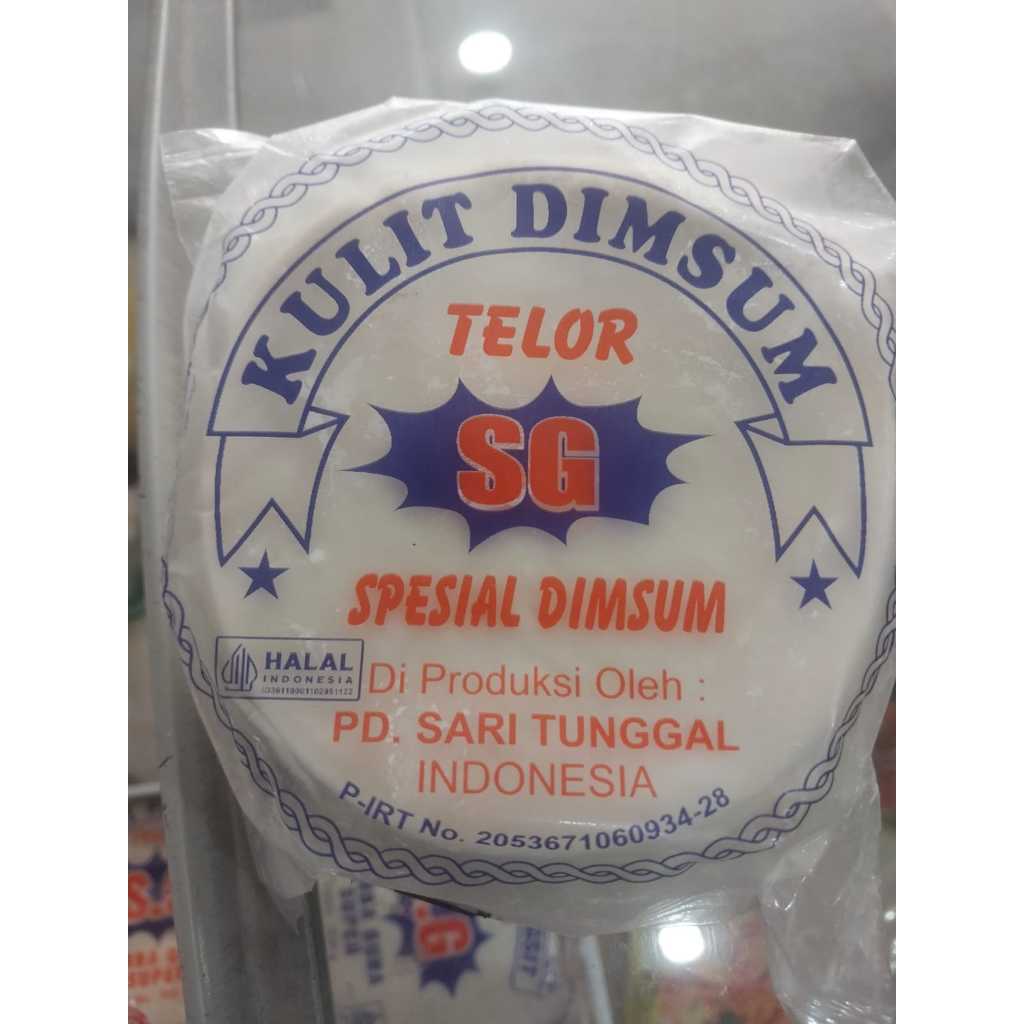 KULIT DIMSUM
TELOR
SG
SPESIAL DIMSUM
HALAL
INDONESIA
Di Produksi Oleh :
PD. SARI TUNGGAL
INDONESIA
P-IRT No. 2053671060934-28